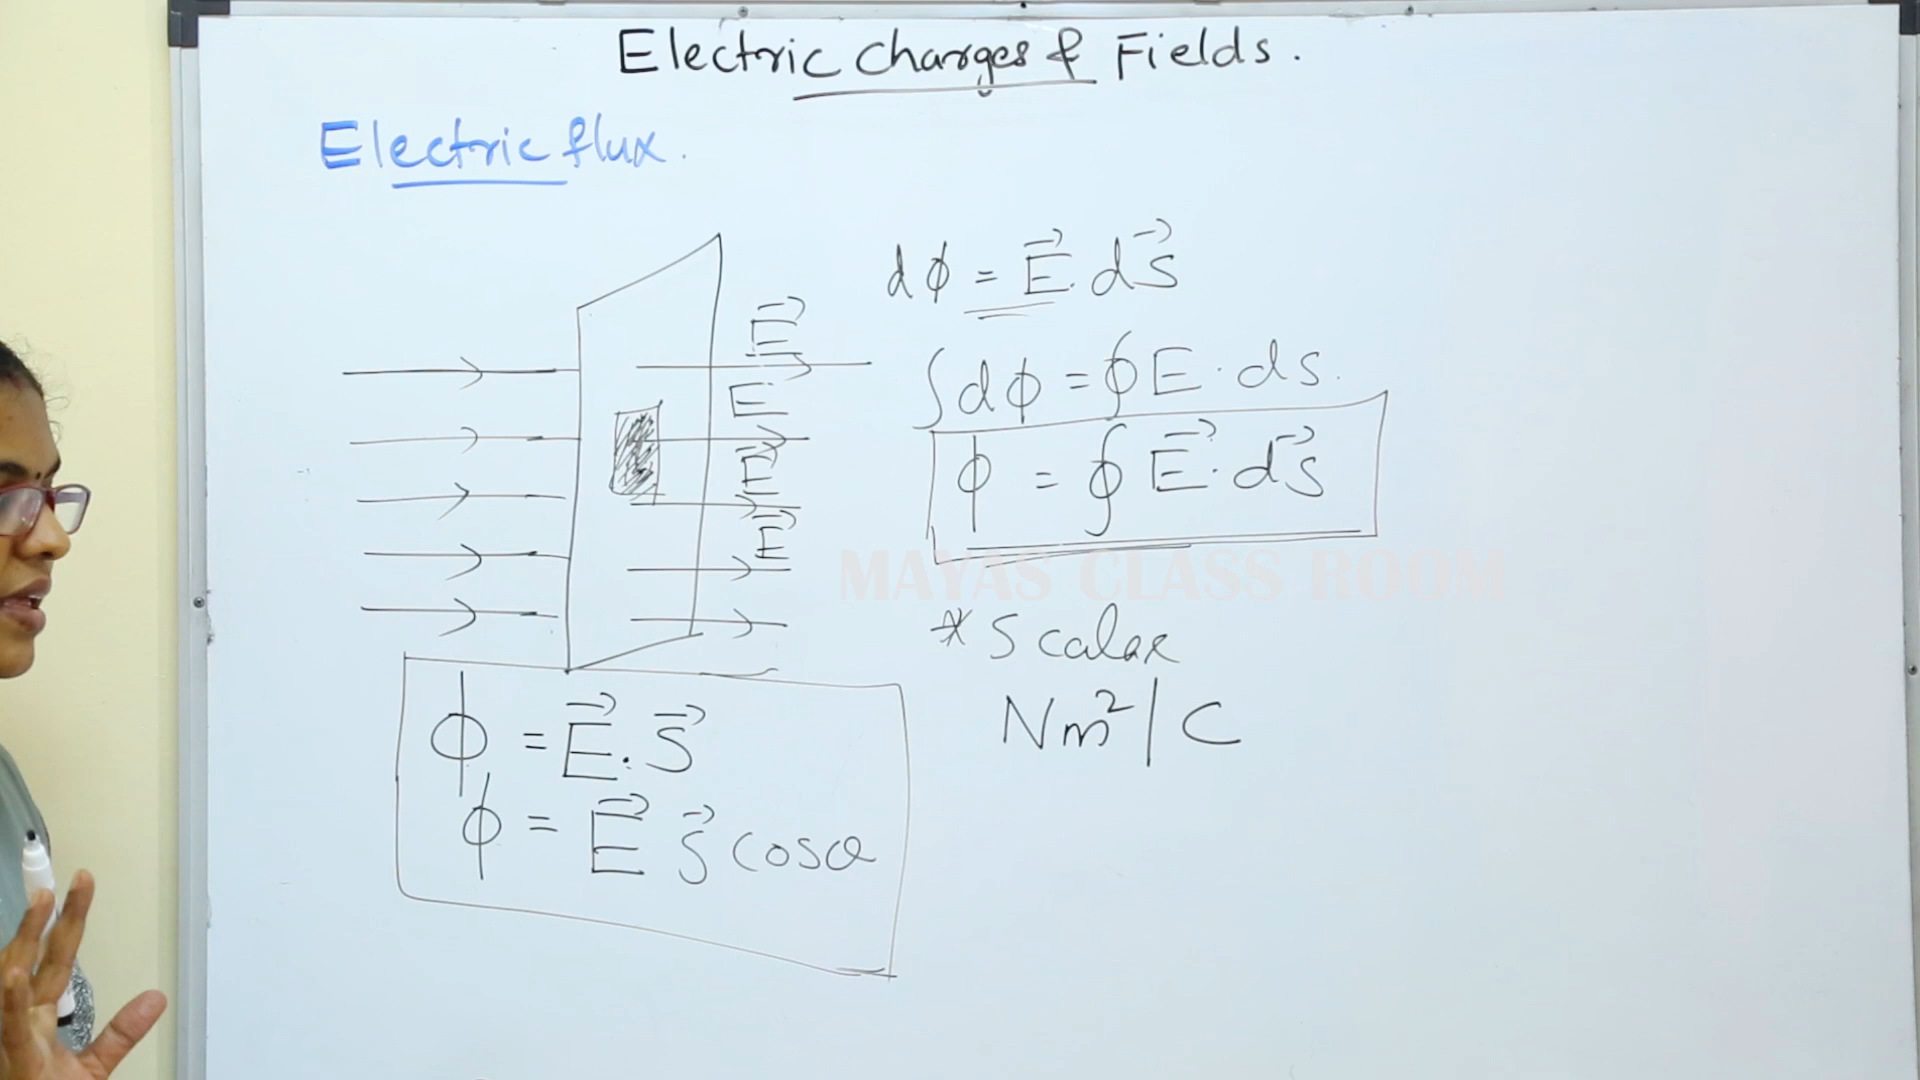 Electric charges & Fields.
Electric flux.
E⃗
E
E⃗
E⃗
dϕ = E⃗ . dS⃗
∫dϕ = ∮E . ds.
ϕ = ∮ E⃗ . dS⃗
MAYAS CLASS ROOM
* Scalar
Nm²/C
ϕ = E⃗ . S⃗
ϕ = E⃗ S⃗ cosθ